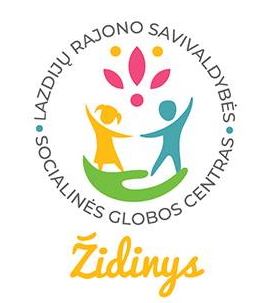 • LAZDIJŲ RAJONO SAVIVALDYBĖS •
SOCIALINĖS GLOBOS CENTRAS
Židinys